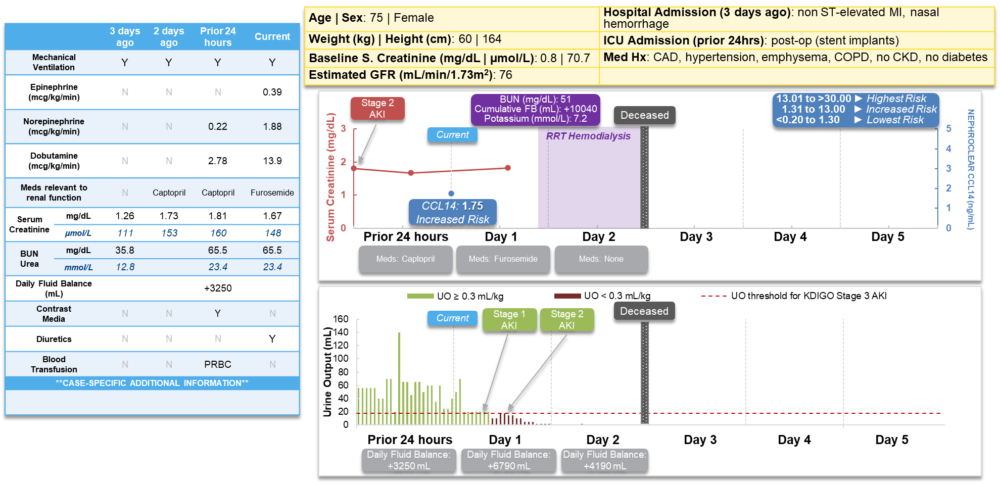 3 days ago 2 days ago Prior 24 hours Current
Mechanical Ventilation Y Y Y Y
Epinephrine (mcg/kg/min) N N N 0.39
Norepinephrine (mcg/kg/min) N N 0.22 1.88
Dobutamine (mcg/kg/min) N N 2.78 13.9
Meds relevant to renal function N Captopril Captopril Furosemide
Serum Creatinine mg/dL 1.26 1.73 1.81 1.67
µmol/L 111 153 160 148
BUN Urea mg/dL 35.8 65.5 65.5
mmol/L 12.8 23.4 23.4
Daily Fluid Balance (mL) +3250
Contrast Media N N Y N
Diuretics N N N Y
Blood Transfusion N N PRBC N
**CASE-SPECIFIC ADDITIONAL INFORMATION**
Age | Sex: 75 | Female
Weight (kg) | Height (cm): 60 | 164
Baseline S. Creatinine (mg/dL | µmol/L): 0.8 | 70.7
Estimated GFR (mL/min/1.73m²): 76
Hospital Admission (3 days ago): non ST-elevated MI, nasal
hemorrhage
ICU Admission (prior 24hrs): post-op (stent implants)
Med Hx: CAD, hypertension, emphysema, COPD, no CKD, no diabetes
Stage 2
AKI
BUN (mg/dL): 51
Cumulative FB (mL): +10040
Potassium (mmol/L): 7.2
Deceased
13.01 to >30.00 ► Highest Risk
1.31 to 13.00 ► Increased Risk
<0.20 to 1.30 ► Lowest Risk
Current
RRT Hemodialysis
Serum Creatinine (mg/dL)
3
2
1
0
NEPHROCLEAR CCL14 (ng/mL)
5
4
3
2
1
0
CCL14: 1.75
Increased Risk
Prior 24 hours Day 1 Day 2 Day 3 Day 4 Day 5
Meds: Captopril Meds: Furosemide Meds: None
UO ≥ 0.3 mL/kg UO < 0.3 mL/kg UO threshold for KDIGO Stage 3 AKI
Current
Stage 1
AKI
Stage 2
AKI
Deceased
Urine Output (mL)
160
140
120
100
80
60
40
20
0
Prior 24 hours Day 1 Day 2 Day 3 Day 4 Day 5
Daily Fluid Balance:
+3250 mL
Daily Fluid Balance:
+6790 mL
Daily Fluid Balance:
+4190 mL